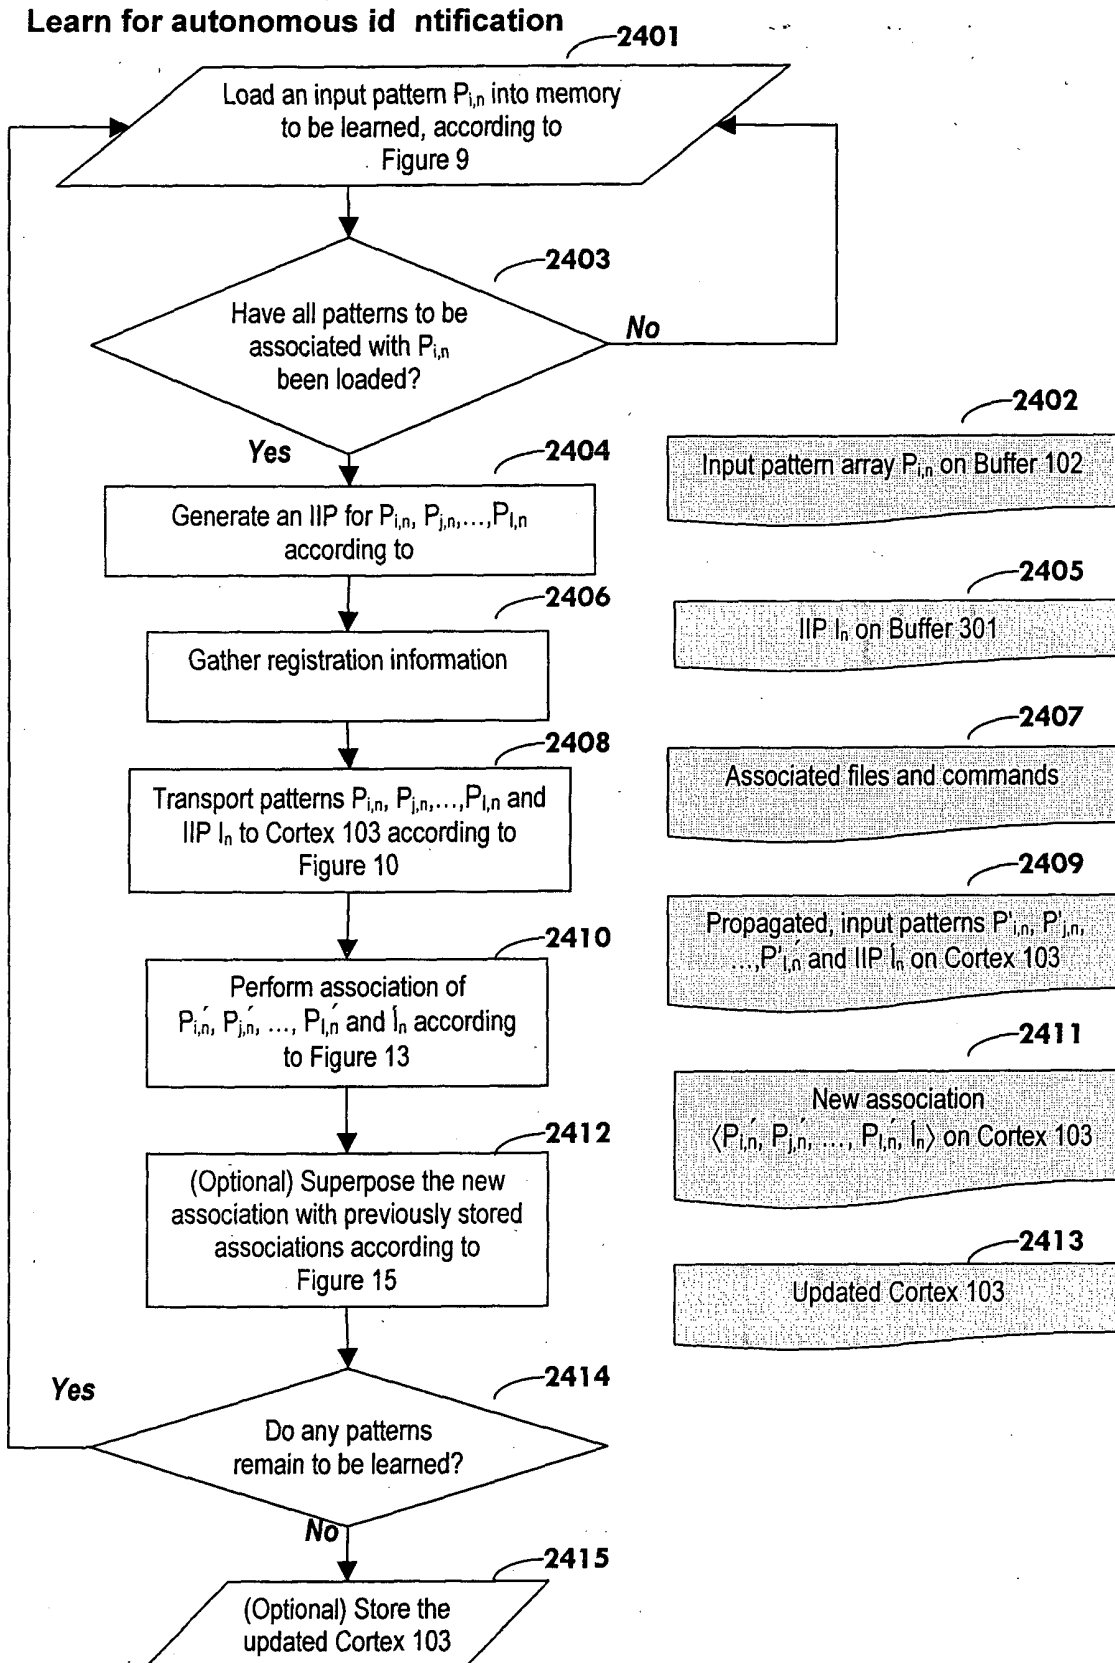 Learn for autonomous id ntification
2401
Load an input pattern Pi,n into memory
to be learned, according to
Figure 9
2403
Have all patterns to be
associated with Pi,n
been loaded?
No
Yes
2402
Input pattern array Pi,n on Buffer 102
2404
Generate an IIP for Pi,n, Pj,n,...,Pl,n
according to
2405
IIP In on Buffer 301
2406
Gather registration information
2407
Associated files and commands
2408
Transport patterns Pi,n, Pj,n,...,Pl,n and
IIP In to Cortex 103 according to
Figure 10
2409
Propagated, input patterns P'i,n, P'j,n,
...,P'l,n and IIP I´n on Cortex 103
2410
Perform association of
Pi,n´, Pj,n´, ..., Pl,n´ and I´n according
to Figure 13
2411
New association
⟨Pi,n´, Pj,n´, ..., Pl,n´, I´n⟩ on Cortex 103
2412
(Optional) Superpose the new
association with previously stored
associations according to
Figure 15
2413
Updated Cortex 103
2414
Yes
Do any patterns
remain to be learned?
No
2415
(Optional) Store the
updated Cortex 103